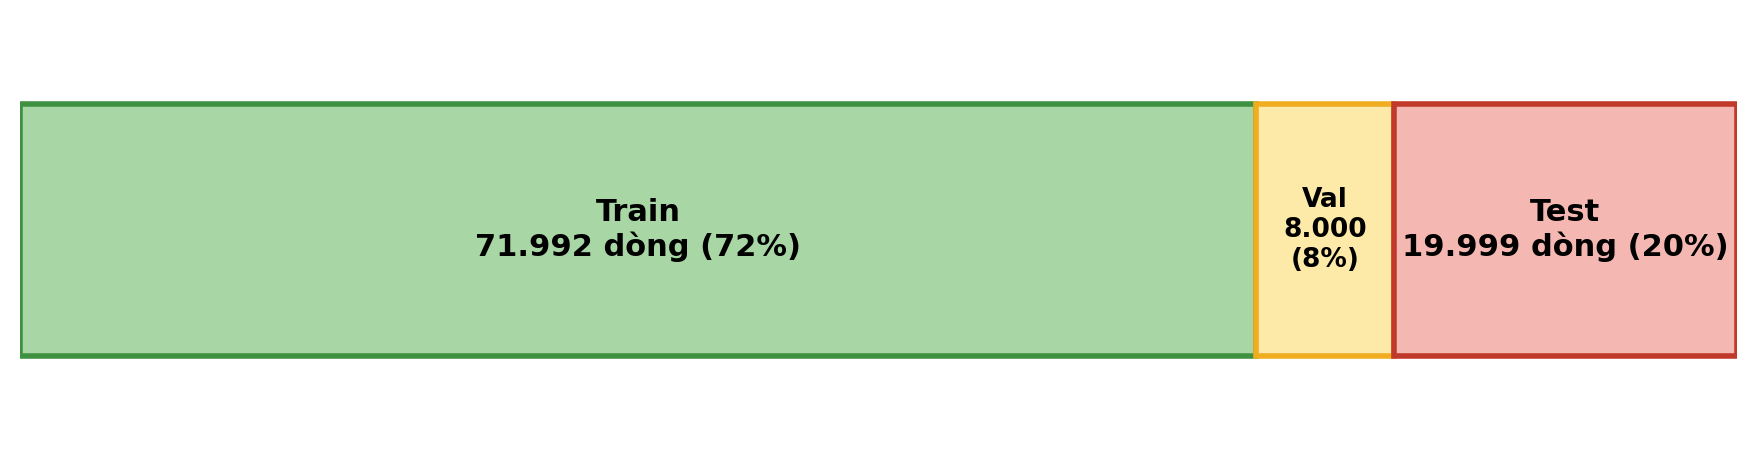 Train
71.992 dòng (72%)
Val
8.000
(8%)
Test
19.999 dòng (20%)